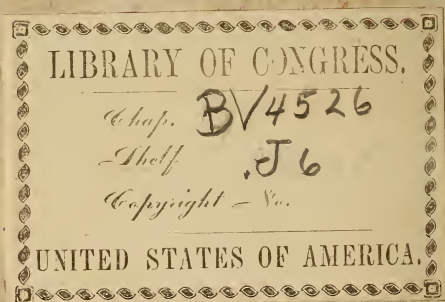 LIBRARY OF CONGRESS.
Chap. BV4526
Shelf .J6
Copyright — No.
UNITED STATES OF AMERICA.